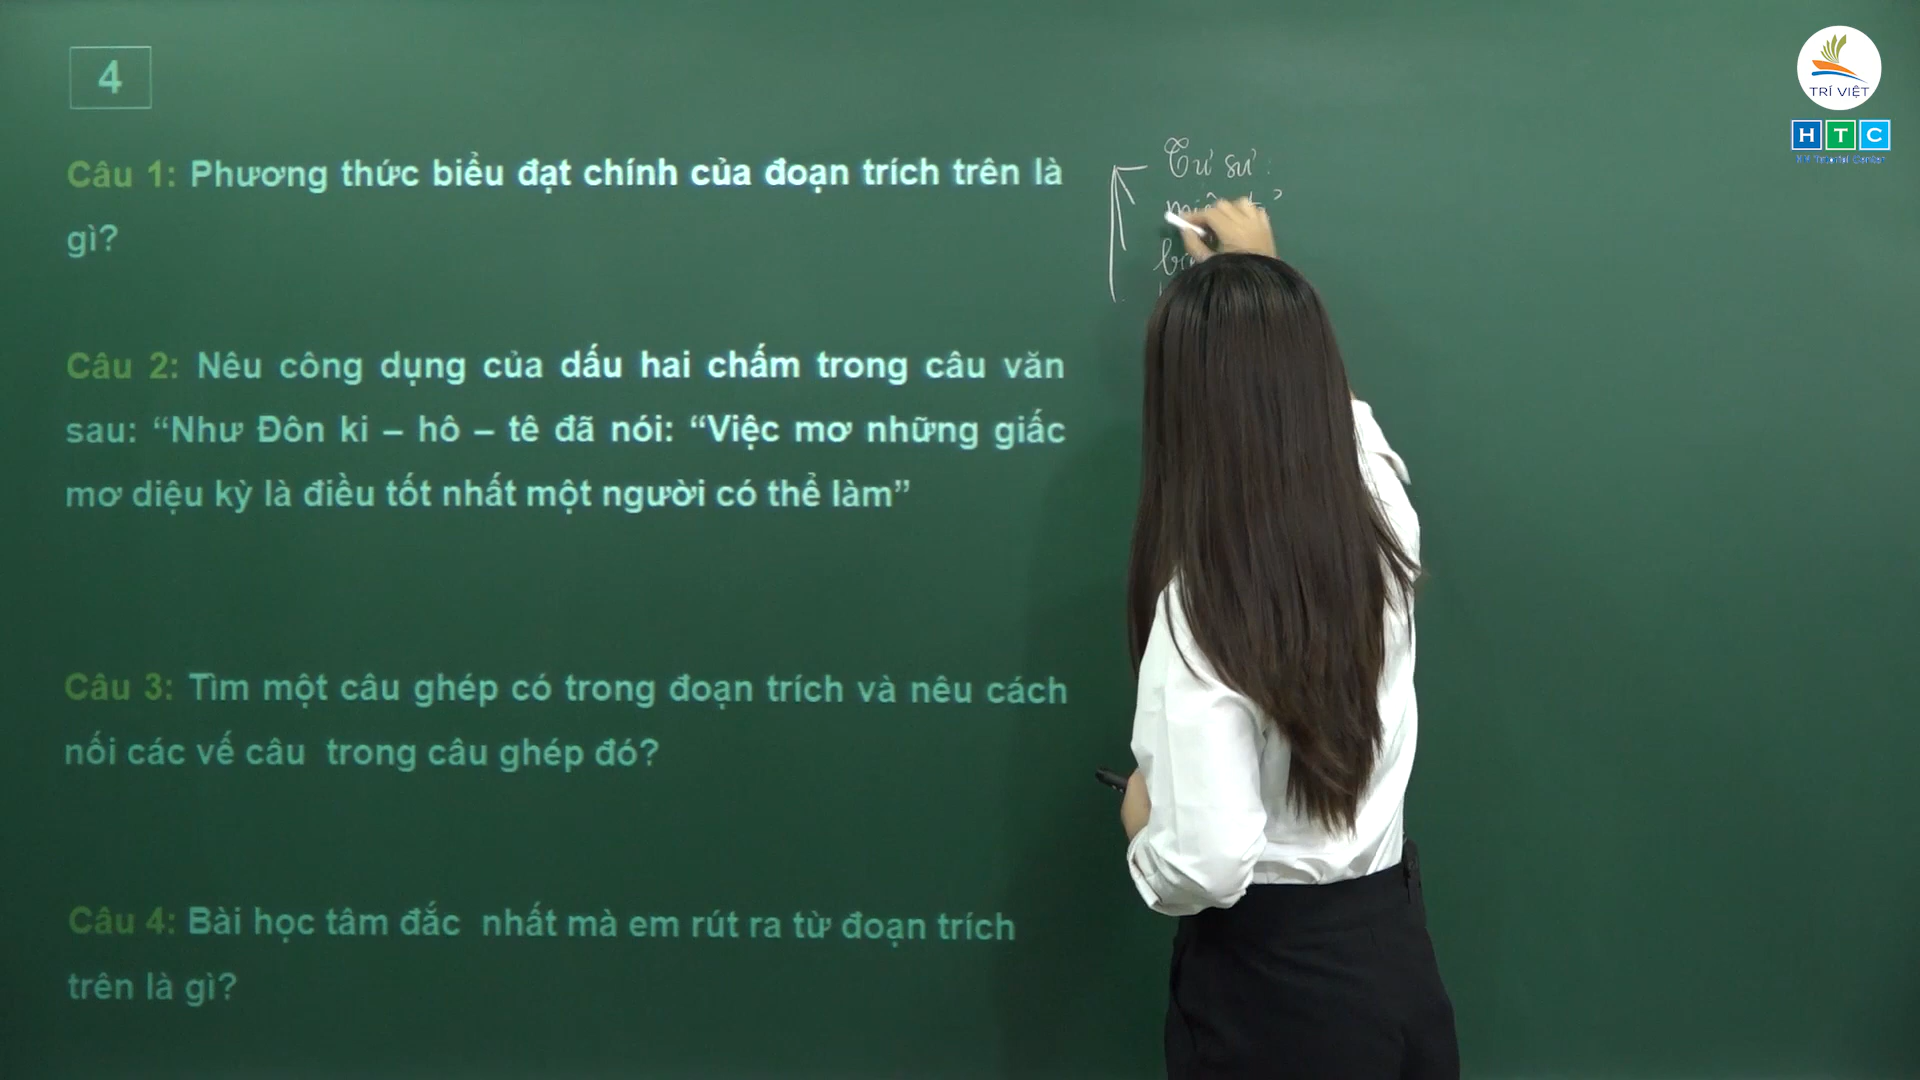 4
TRÍ VIỆT
HTC
Câu 1: Phương thức biểu đạt chính của đoạn trích trên là
gì?
Tự sự:
Câu 2: Nêu công dụng của dấu hai chấm trong câu văn
sau: “Như Đôn ki – hô – tê đã nói: “Việc mơ những giấc
mơ diệu kỳ là điều tốt nhất một người có thể làm”
Câu 3: Tìm một câu ghép có trong đoạn trích và nêu cách
nối các vế câu trong câu ghép đó?
Câu 4: Bài học tâm đắc nhất mà em rút ra từ đoạn trích
trên là gì?